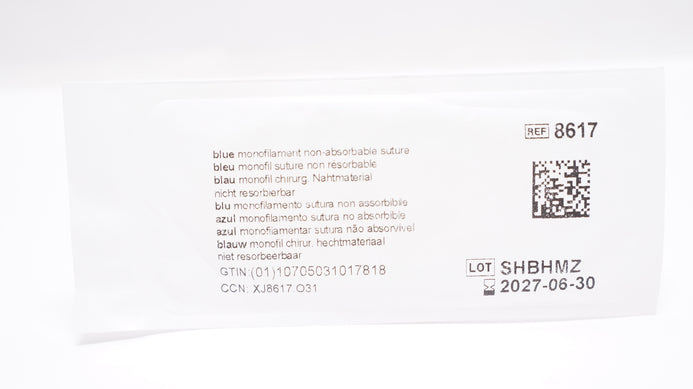 REF 8617
blue monofilament non-absorbable suture
bleu monofil suture non resorbable
blau monofil chirurg. Nahtmaterial
nicht resorbierbar
blu monofilamento sutura non assorbibile
azul monofilamento sutura no absorbible
azul monofilamentar sutura não absorvível
blauw monofil chirur. hechtmateriaal
niet resorbeerbaar
GTIN:(01)10705031017818
CCN: XJ8617.O31
LOT SHBHMZ
2027-06-30